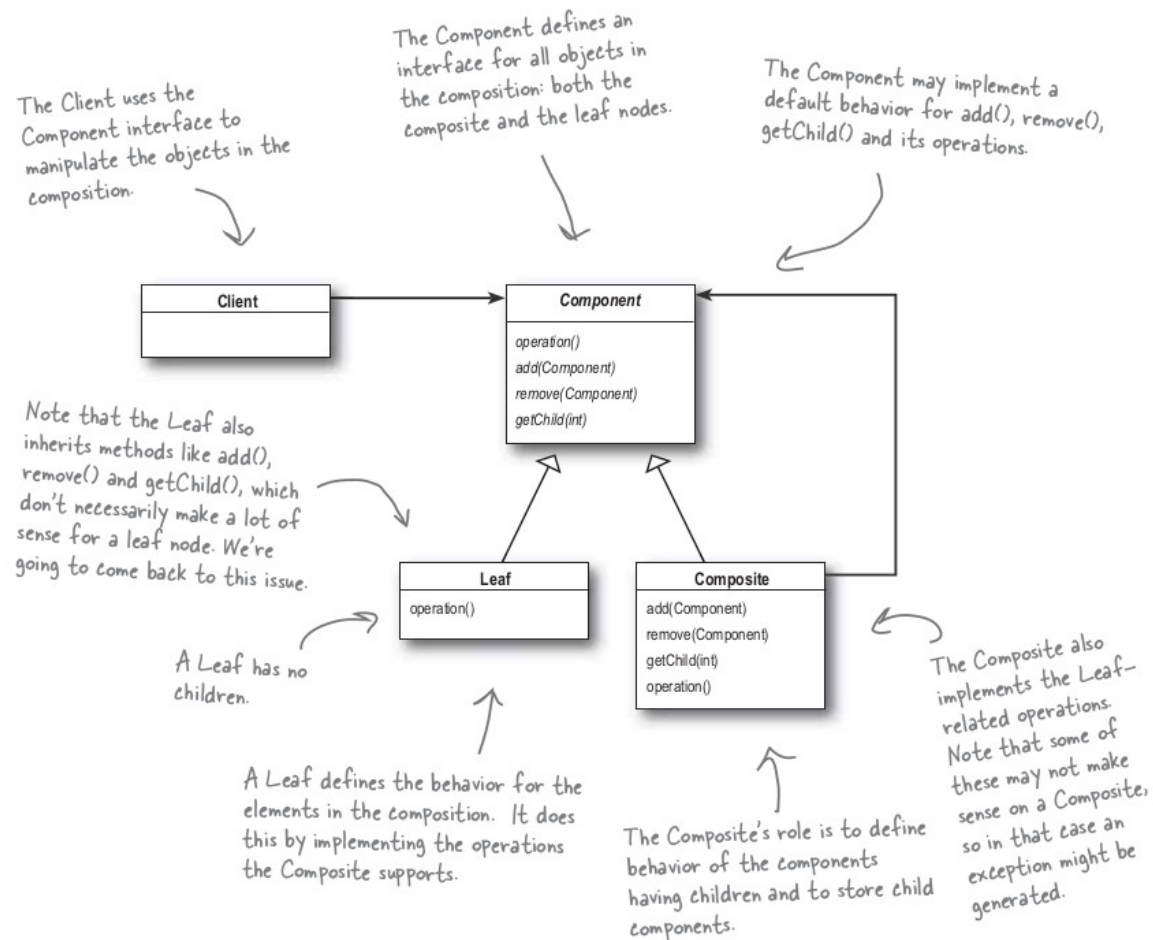 The Client uses the
Component interface to
manipulate the objects in the
composition.
The Component defines an
interface for all objects in
the composition: both the
composite and the leaf nodes.
The Component may implement a
default behavior for add(), remove(),
getChild() and its operations.
Client
Component
operation()
add(Component)
remove(Component)
getChild(int)
Note that the Leaf also
inherits methods like add(),
remove() and getChild(), which
don't necessarily make a lot of
sense for a leaf node. We're
going to come back to this issue.
Leaf
operation()
Composite
add(Component)
remove(Component)
getChild(int)
operation()
A Leaf has no
children.
A Leaf defines the behavior for the
elements in the composition. It does
this by implementing the operations
the Composite supports.
The Composite's role is to define
behavior of the components
having children and to store child
components.
The Composite also
implements the Leaf-
related operations.
Note that some of
these may not make
sense on a Composite,
so in that case an
exception might be
generated.